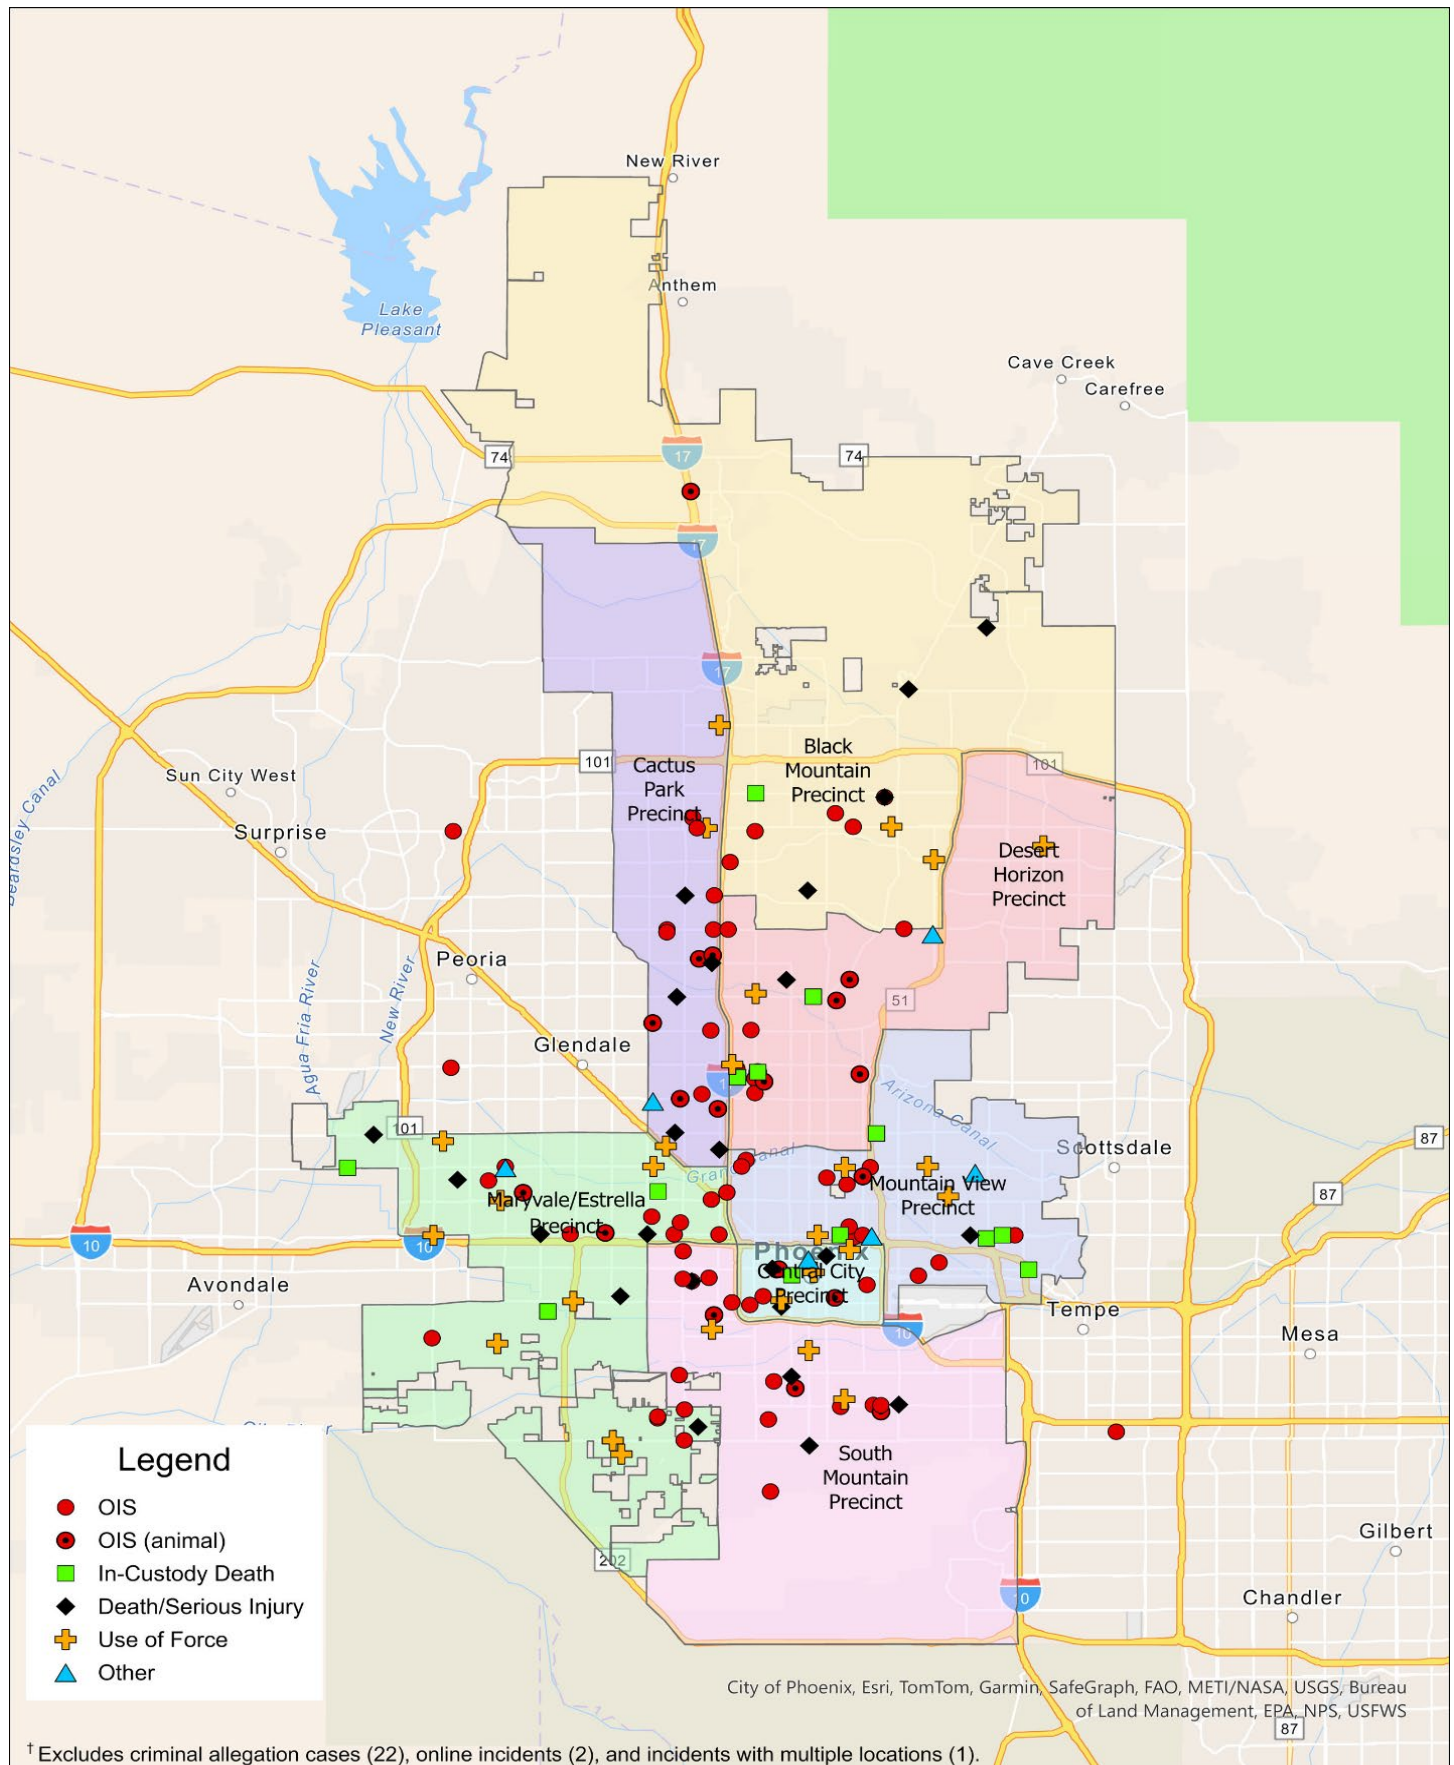 New River
Anthem
Lake
Pleasant
Cave Creek
Carefree
17
74
74
17
17
101
Black
Mountain
Precinct
Cactus
Park
Precinct
101
Sun City West
Beardsley Canal
Surprise
Desert
Horizon
Precinct
Peoria
Agua Fria River
New River
51
Glendale
Arizona Canal
101
Scottsdale
87
Grand Canal
Mountain View
Precinct
87
Maryvale/Estrella
Precinct
10
10
Phoenix
Central City
Precinct
Avondale
Tempe
10
Mesa
South
Mountain
Precinct
Legend
OIS
OIS (animal)
In-Custody Death
Death/Serious Injury
Use of Force
Other
202
Gilbert
10
Chandler
City of Phoenix, Esri, TomTom, Garmin, SafeGraph, FAO, METI/NASA, USGS, Bureau
of Land Management, EPA, NPS, USFWS
87
† Excludes criminal allegation cases (22), online incidents (2), and incidents with multiple locations (1).